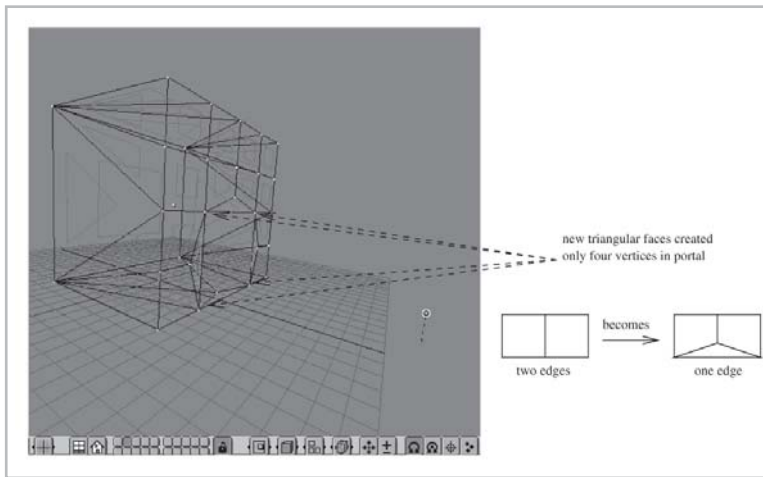 new triangular faces created
only four vertices in portal
becomes
two edges
one edge